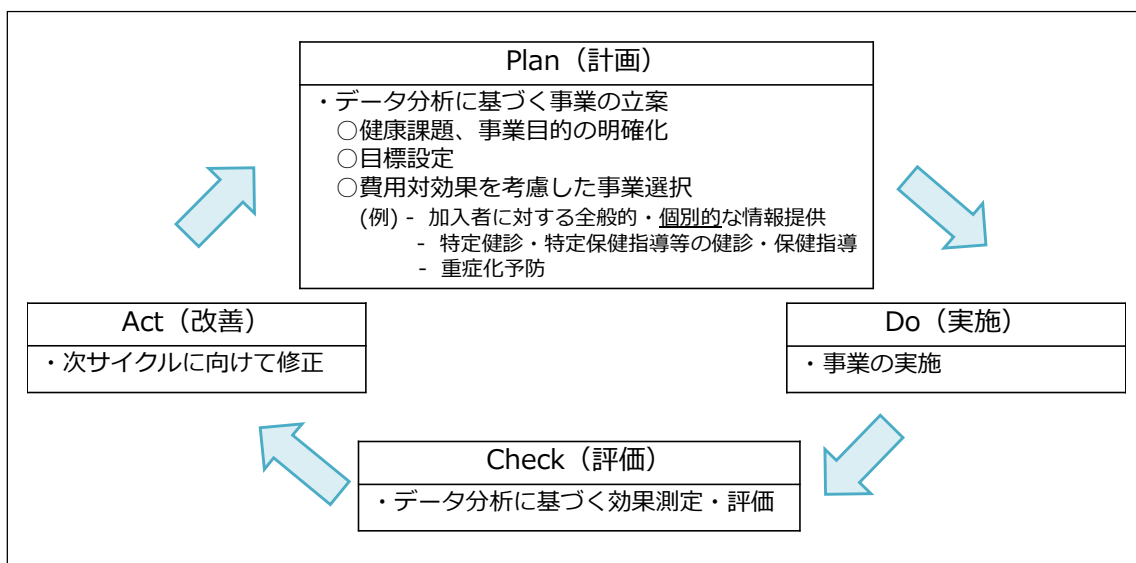 Plan（計画）
・データ分析に基づく事業の立案
○健康課題、事業目的の明確化
○目標設定
○費用対効果を考慮した事業選択
(例) - 加入者に対する全般的・個別的な情報提供
- 特定健診・特定保健指導等の健診・保健指導
- 重症化予防
Act（改善）
・次サイクルに向けて修正
Do（実施）
・事業の実施
Check（評価）
・データ分析に基づく効果測定・評価